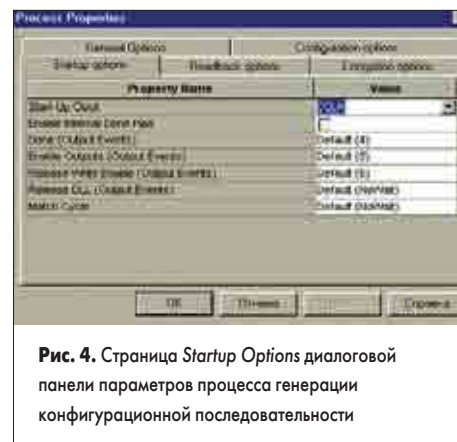 Process Properties
General Options Configuration options
Startup options Readback options Encryption options
Property Name Value
Start-Up Clock CCLK
Enable Internal Done Pipe
Done (Output Events) Default (4)
Enable Outputs (Output Events) Default (5)
Release Write Enable (Output Events) Default (6)
Release DLL (Output Events) Default (NoWait)
Match Cycle Default (NoWait)
OK Отмена Справка
Рис. 4. Страница Startup Options диалоговой
панели параметров процесса генерации
конфигурационной последовательности